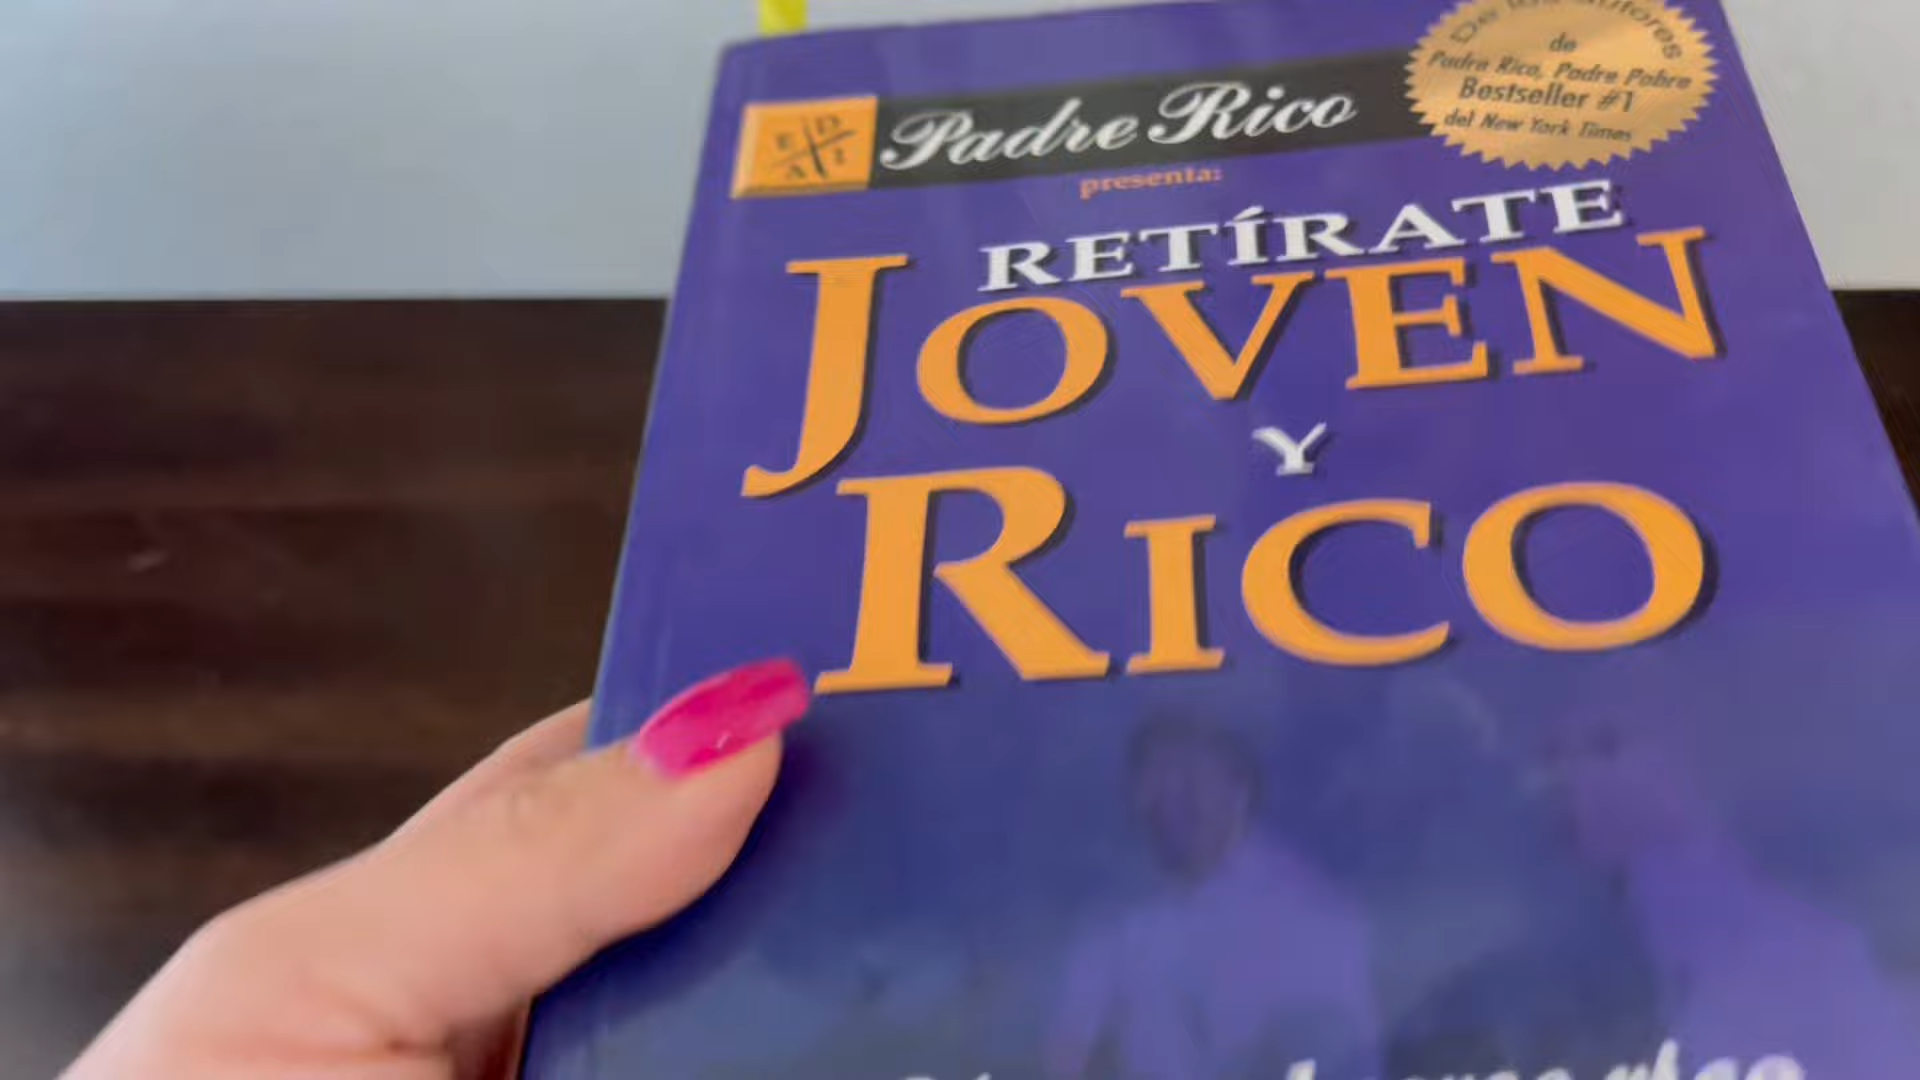 De los autores
de
Padre Rico, Padre Pobre
Bestseller #1
del New York Times
E D
A I
Padre Rico
presenta:
RETÍRATE
JOVEN
Y
RICO